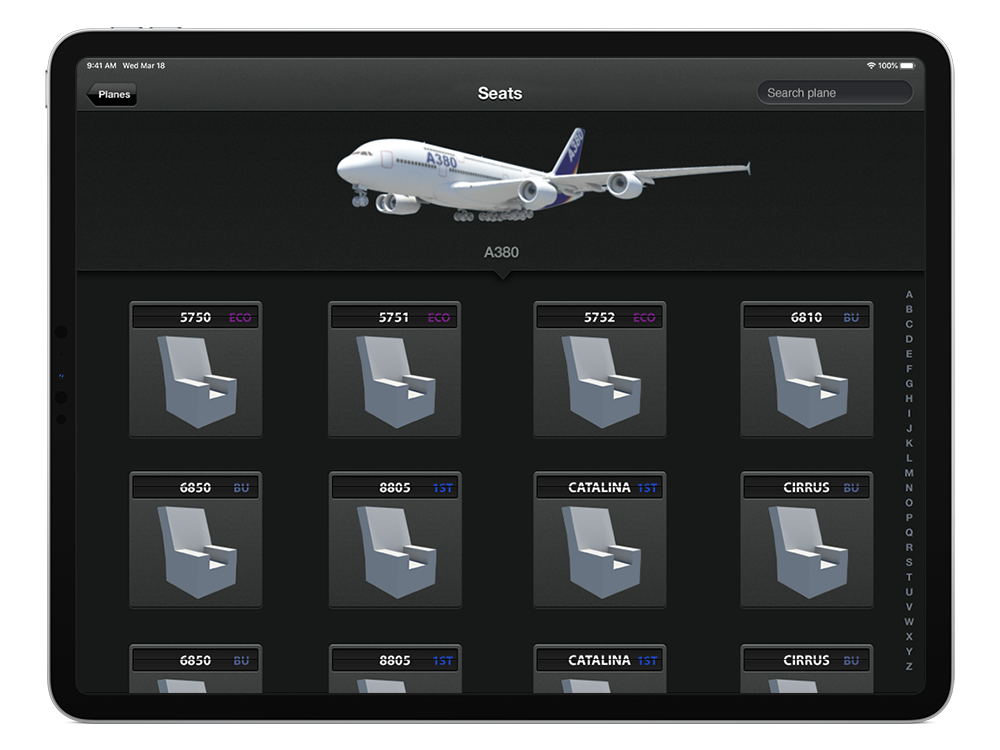 9:41 AM Wed Mar 18
100%
Planes
Seats
Search plane
A380
A380
A380
5750 ECO
5751 ECO
5752 ECO
6810 BU
6850 BU
8805 1ST
CATALINA 1ST
CIRRUS BU
6850 BU
8805 1ST
CATALINA 1ST
CIRRUS BU
A
B
C
D
E
F
G
H
I
J
K
L
M
N
O
P
Q
R
S
T
U
V
W
X
Y
Z